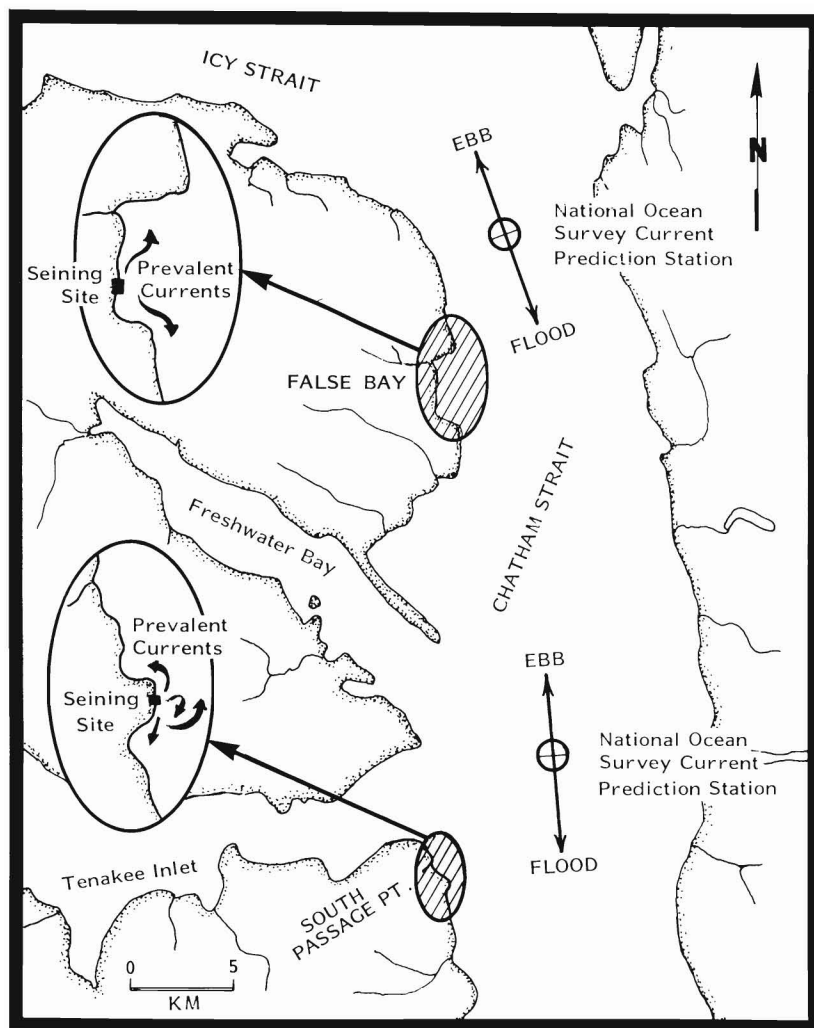 ICY STRAIT
EBB
N
National Ocean
Survey Current
Prediction Station
Seining
Site
Prevalent
Currents
FLOOD
FALSE BAY
CHATHAM STRAIT
Freshwater Bay
Prevalent
Currents
EBB
Seining
Site
National Ocean
Survey Current
Prediction Station
FLOOD
Tenakee Inlet
SOUTH
PASSAGE PT.
0 5
KM